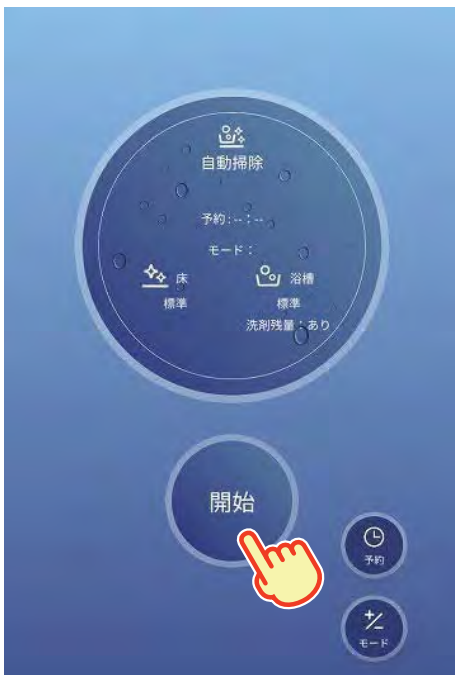 自動掃除
予約:--:--
モード:
床 浴槽
標準 標準
洗剤残量:あり
開始
予約
モード